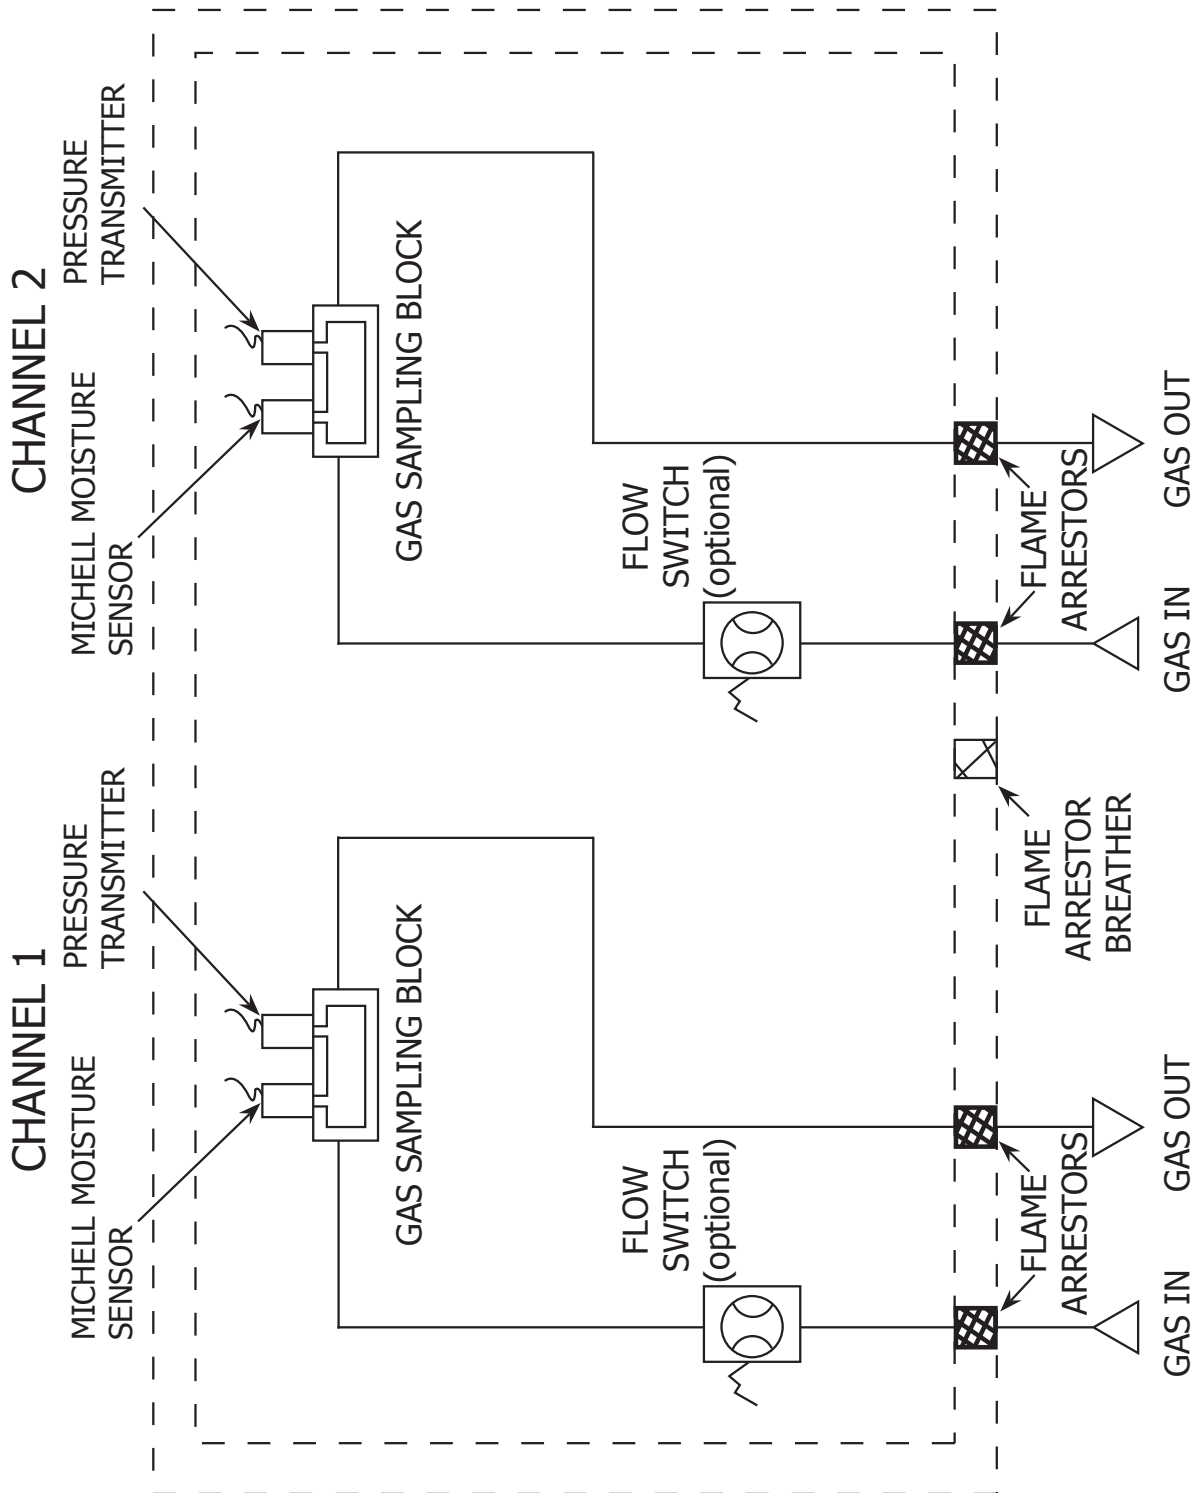 CHANNEL 1
CHANNEL 2
MICHELL MOISTURE
SENSOR
PRESSURE
TRANSMITTER
MICHELL MOISTURE
SENSOR
PRESSURE
TRANSMITTER
GAS SAMPLING BLOCK
GAS SAMPLING BLOCK
FLOW
SWITCH
(optional)
FLOW
SWITCH
(optional)
FLAME
ARRESTORS
FLAME
ARRESTOR
BREATHER
FLAME
ARRESTORS
GAS IN
GAS OUT
GAS IN
GAS OUT